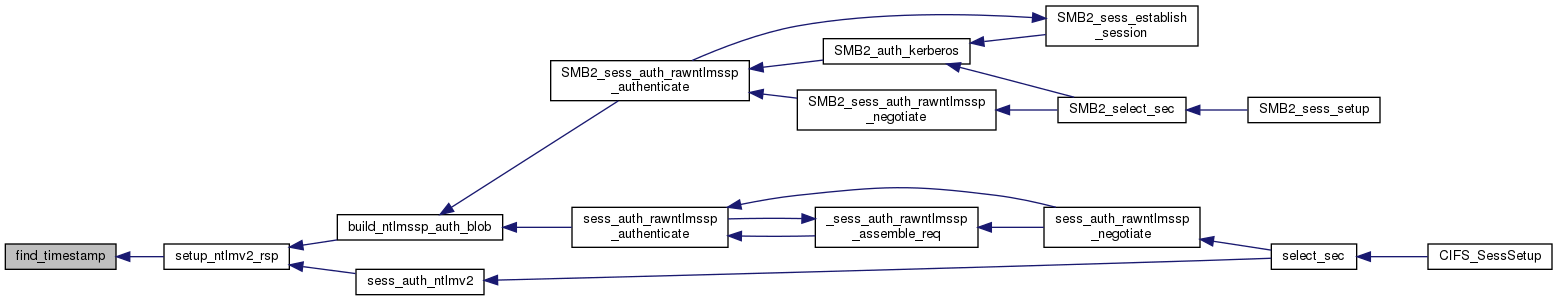 SMB2_sess_establish
_session
SMB2_auth_kerberos
SMB2_sess_auth_rawntlmssp
_authenticate
SMB2_sess_auth_rawntlmssp
_negotiate
SMB2_select_sec
SMB2_sess_setup
build_ntlmssp_auth_blob
sess_auth_rawntlmssp
_authenticate
_sess_auth_rawntlmssp
_assemble_req
sess_auth_rawntlmssp
_negotiate
find_timestamp
setup_ntlmv2_rsp
select_sec
CIFS_SessSetup
sess_auth_ntlmv2